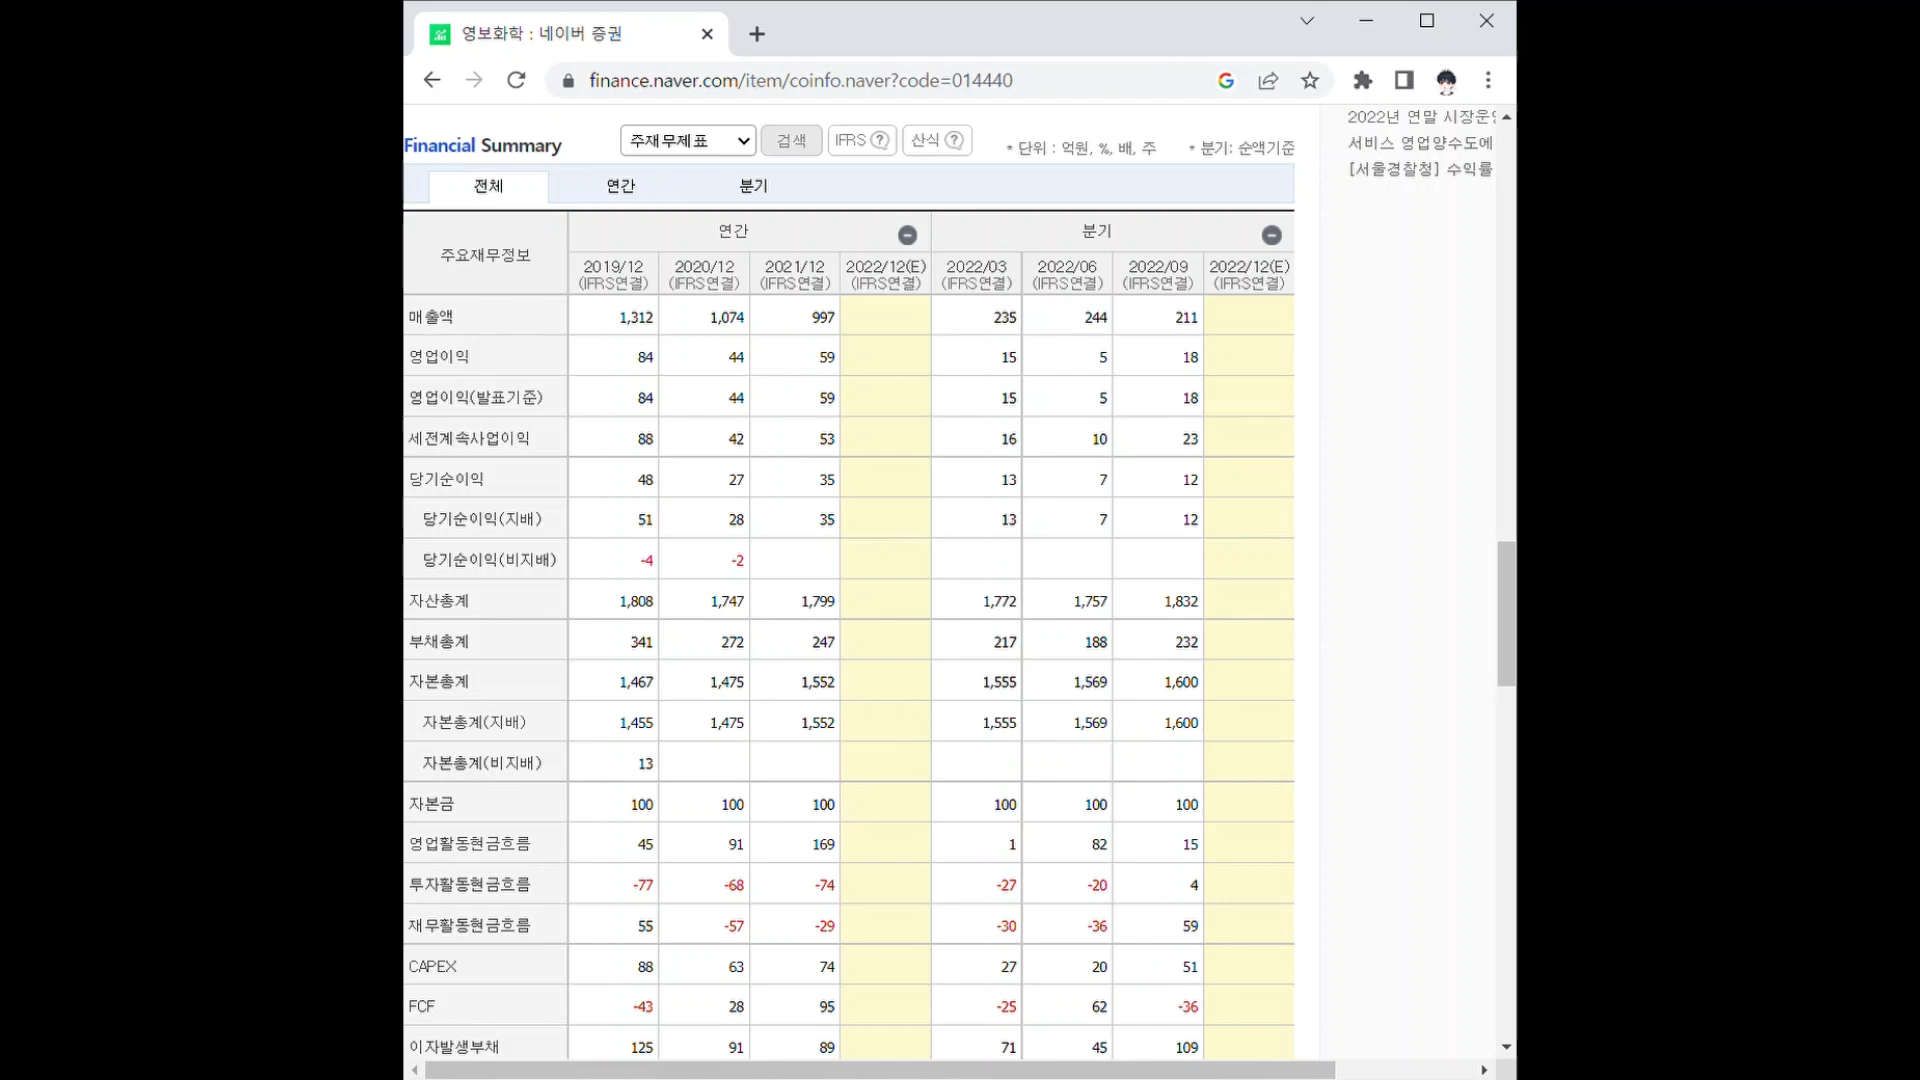 영보화학 : 네이버 증권
finance.naver.com/item/coinfo.naver?code=014440
2022년 연말 시장운영
서비스 영업양수도에
[서울경찰청] 수익률
Financial Summary 주재무제표 검색 IFRS ? 산식 ? * 단위 : 억원, %, 배, 주 * 분기: 순액기준
전체 연간 분기
주요재무정보 연간 분기
2019/12 2020/12 2021/12 2022/12(E) 2022/03 2022/06 2022/09 2022/12(E)
(IFRS연결) (IFRS연결) (IFRS연결) (IFRS연결) (IFRS연결) (IFRS연결) (IFRS연결) (IFRS연결)
매출액 1,312 1,074 997 235 244 211
영업이익 84 44 59 15 5 18
영업이익(발표기준) 84 44 59 15 5 18
세전계속사업이익 88 42 53 16 10 23
당기순이익 48 27 35 13 7 12
당기순이익(지배) 51 28 35 13 7 12
당기순이익(비지배) -4 -2
자산총계 1,808 1,747 1,799 1,772 1,757 1,832
부채총계 341 272 247 217 188 232
자본총계 1,467 1,475 1,552 1,555 1,569 1,600
자본총계(지배) 1,455 1,475 1,552 1,555 1,569 1,600
자본총계(비지배) 13
자본금 100 100 100 100 100 100
영업활동현금흐름 45 91 169 1 82 15
투자활동현금흐름 -77 -68 -74 -27 -20 4
재무활동현금흐름 55 -57 -29 -30 -36 59
CAPEX 88 63 74 27 20 51
FCF -43 28 95 -25 62 -36
이자발생부채 125 91 89 71 45 109